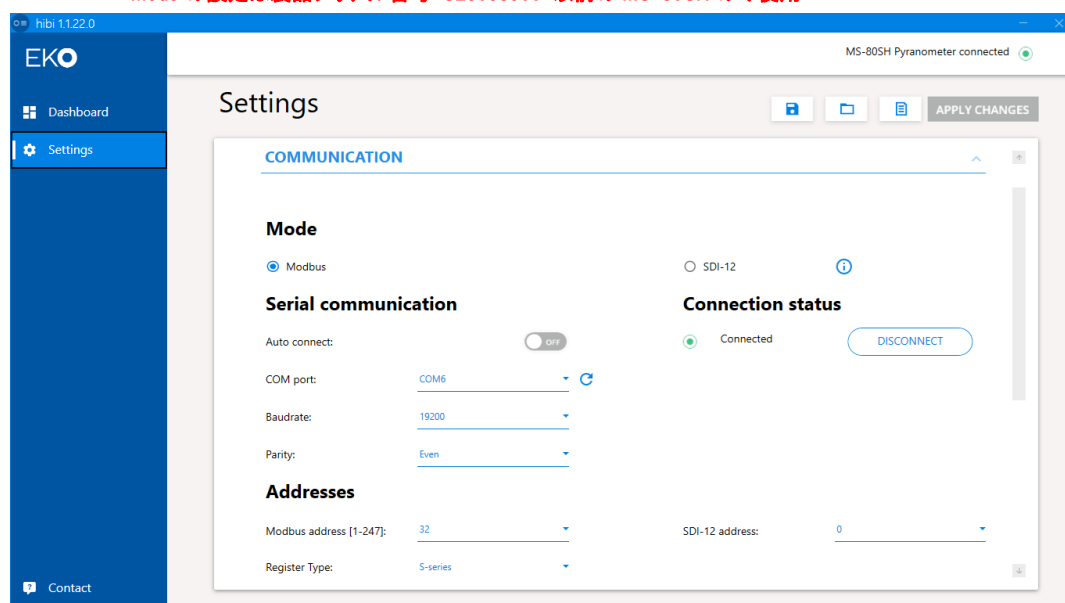 hibi 1.1.22.0
EKO
MS-80SH Pyranometer connected
Dashboard
Settings
Settings
APPLY CHANGES
COMMUNICATION
Mode
Modbus
SDI-12
Serial communication
Connection status
Auto connect:
OFF
Connected
DISCONNECT
COM port:
COM6
Baudrate:
19200
Parity:
Even
Addresses
Modbus address [1-247]:
32
SDI-12 address:
0
Register Type:
S-series
Contact